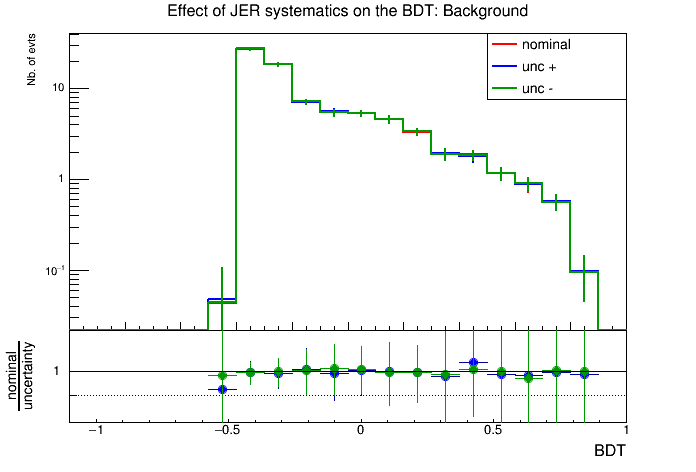 Effect of JER systematics on the BDT: Background
Nb. of evts
nominal
unc +
unc -
10
1
10⁻¹
nominal
uncertainty
1
−1
−0.5
0
0.5
1
BDT